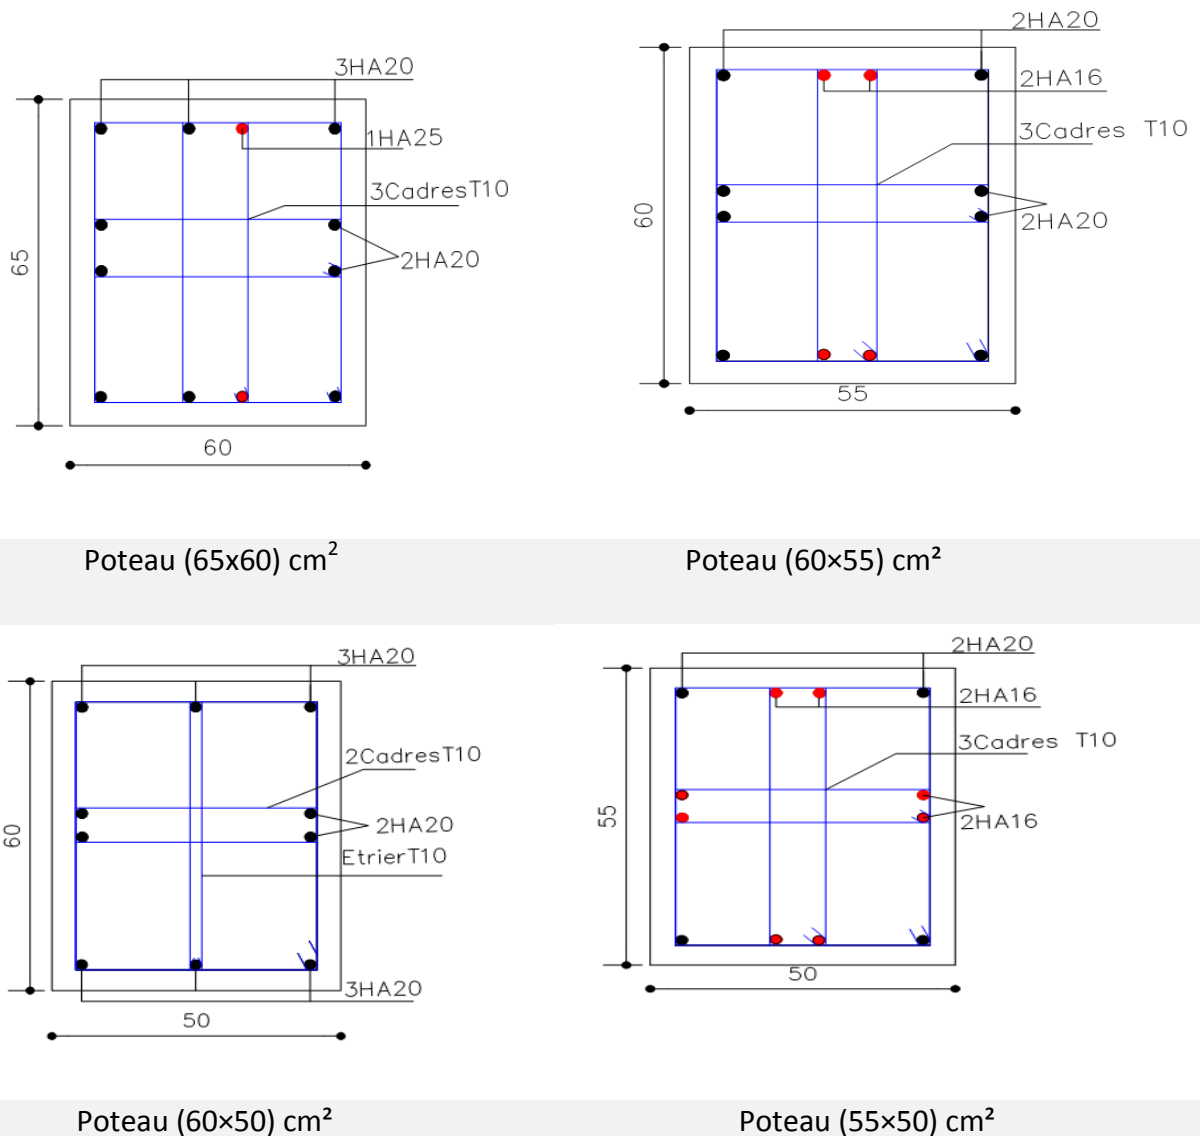 3HA20
1HA25
3CadresT10
2HA20
65
60
Poteau (65x60) cm²
2HA20
2HA16
3Cadres T10
2HA20
60
55
Poteau (60×55) cm²
3HA20
2CadresT10
2HA20
EtrierT10
3HA20
60
50
Poteau (60×50) cm²
2HA20
2HA16
3Cadres T10
2HA16
55
50
Poteau (55×50) cm²